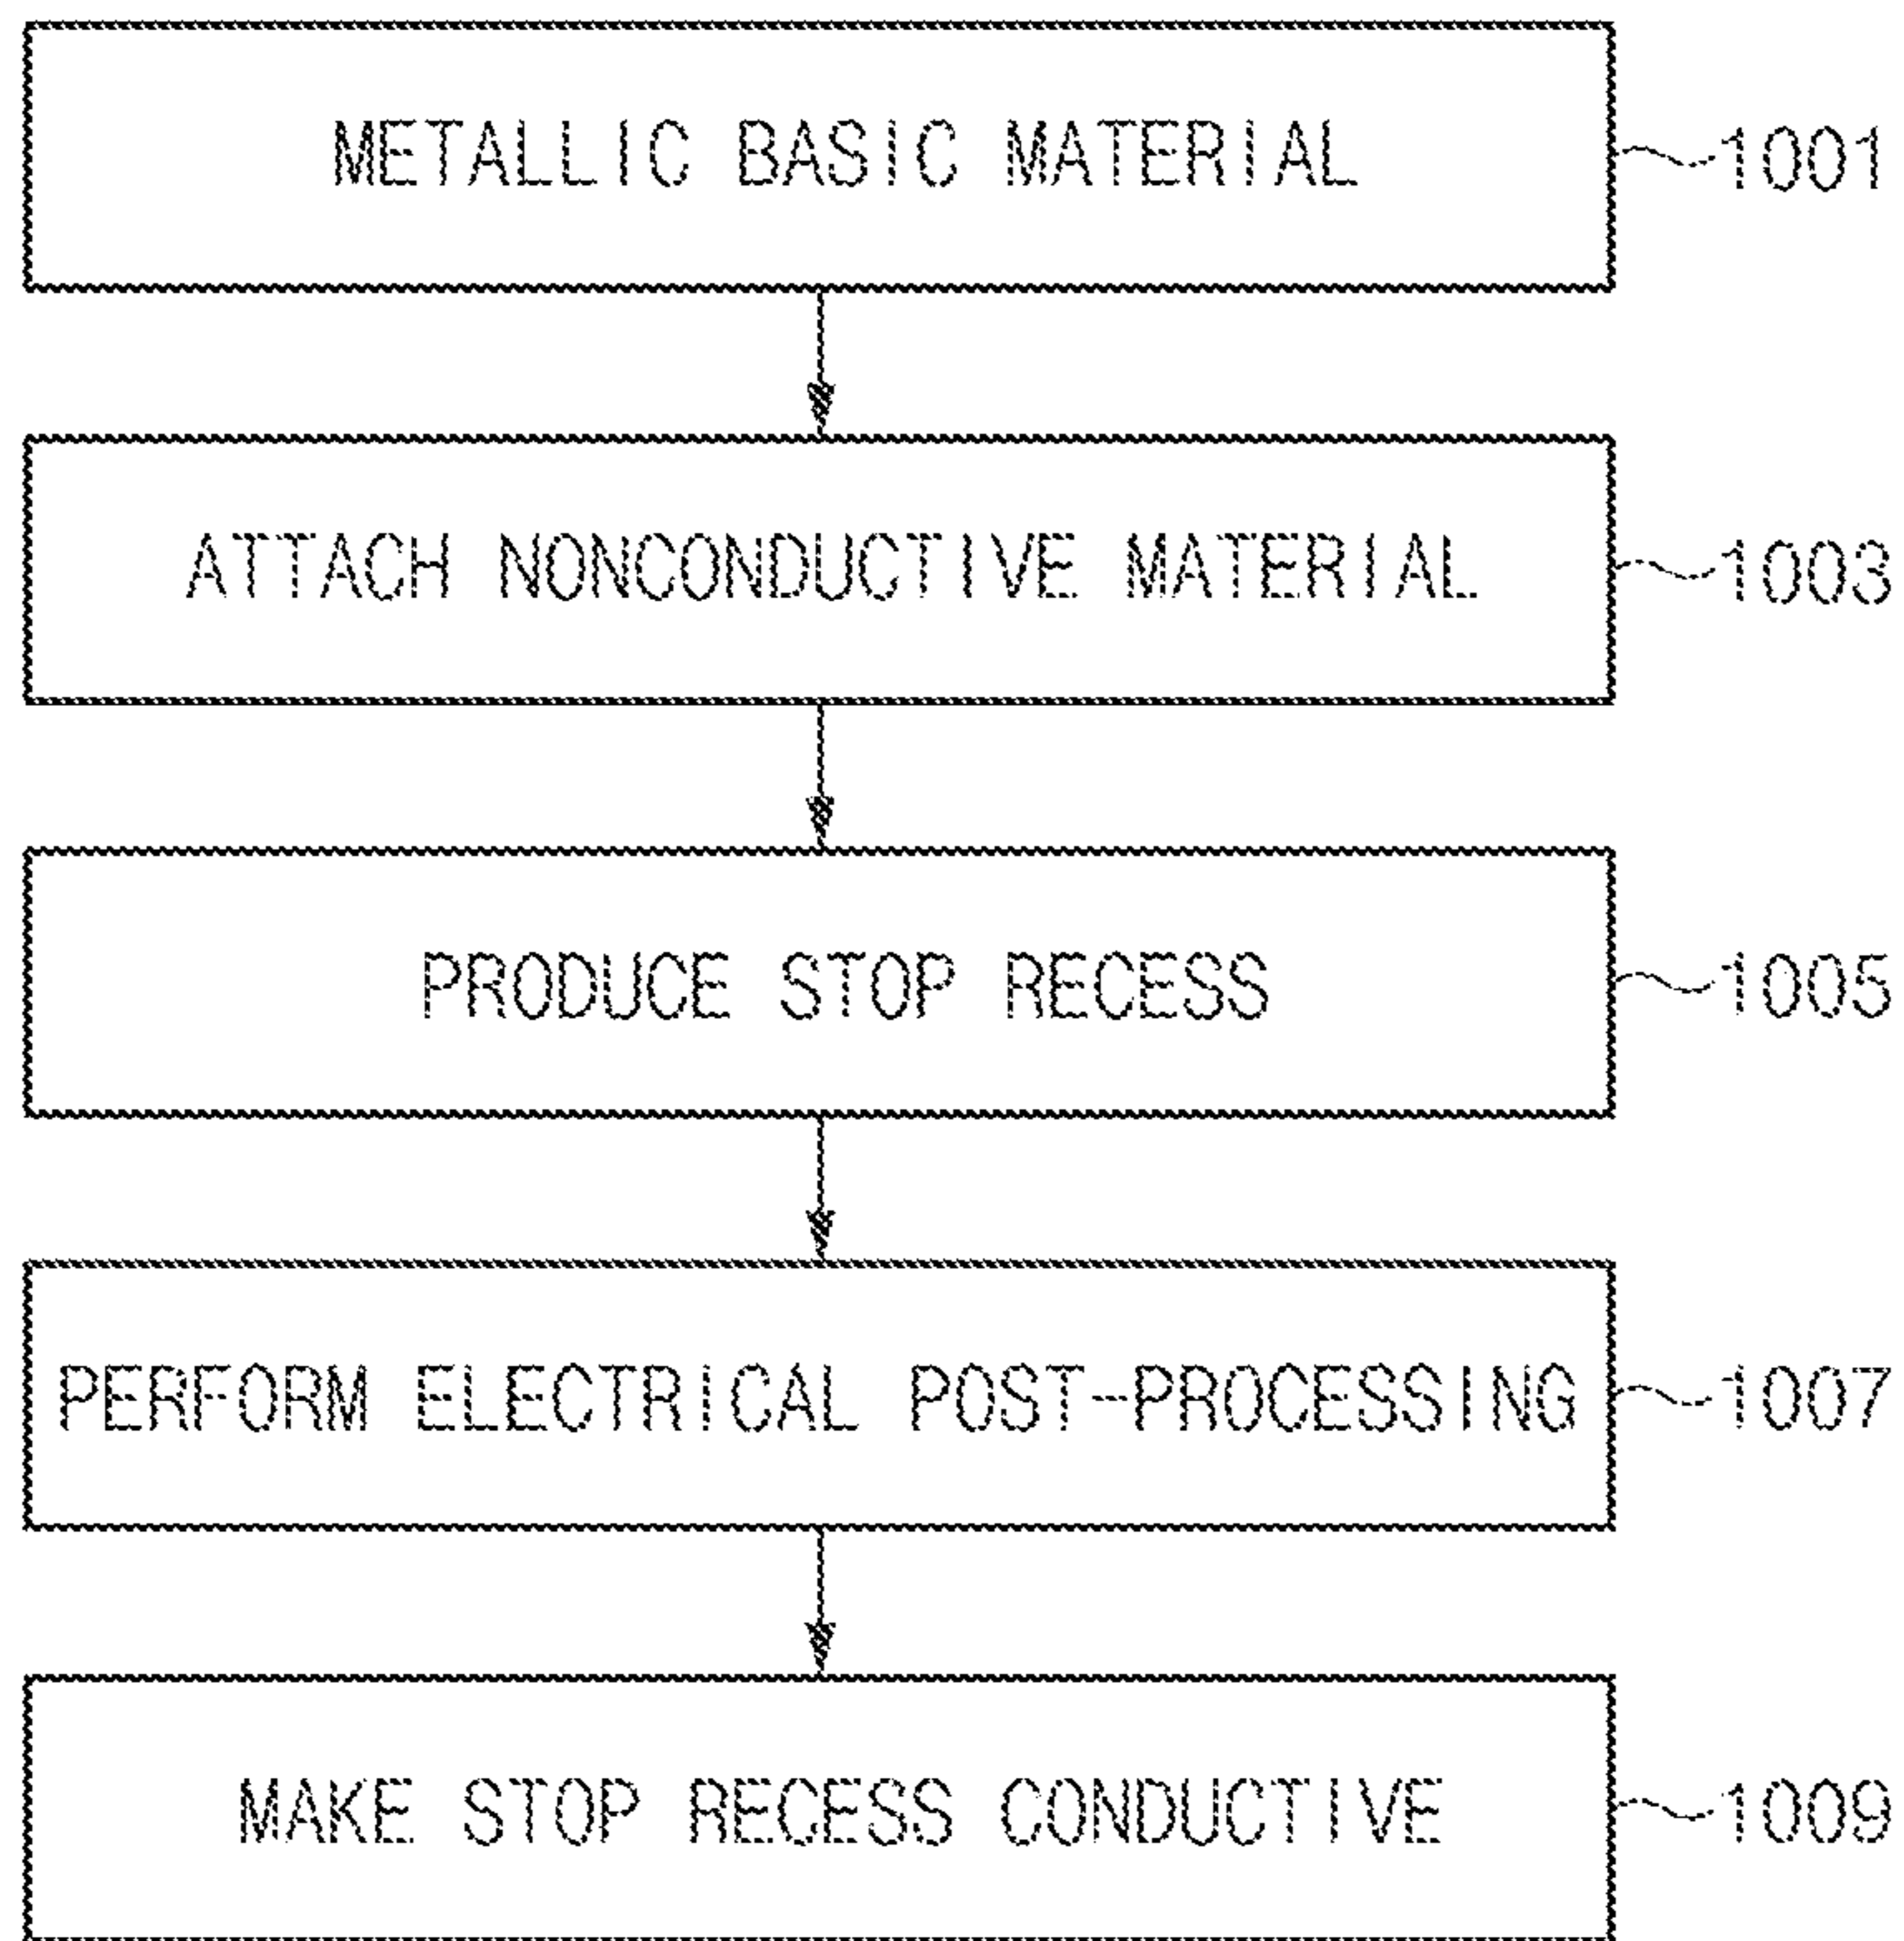 METALLIC BASIC MATERIAL 1001
ATTACH NONCONDUCTIVE MATERIAL 1003
PRODUCE STOP RECESS 1005
PERFORM ELECTRICAL POST-PROCESSING 1007
MAKE STOP RECESS CONDUCTIVE 1009